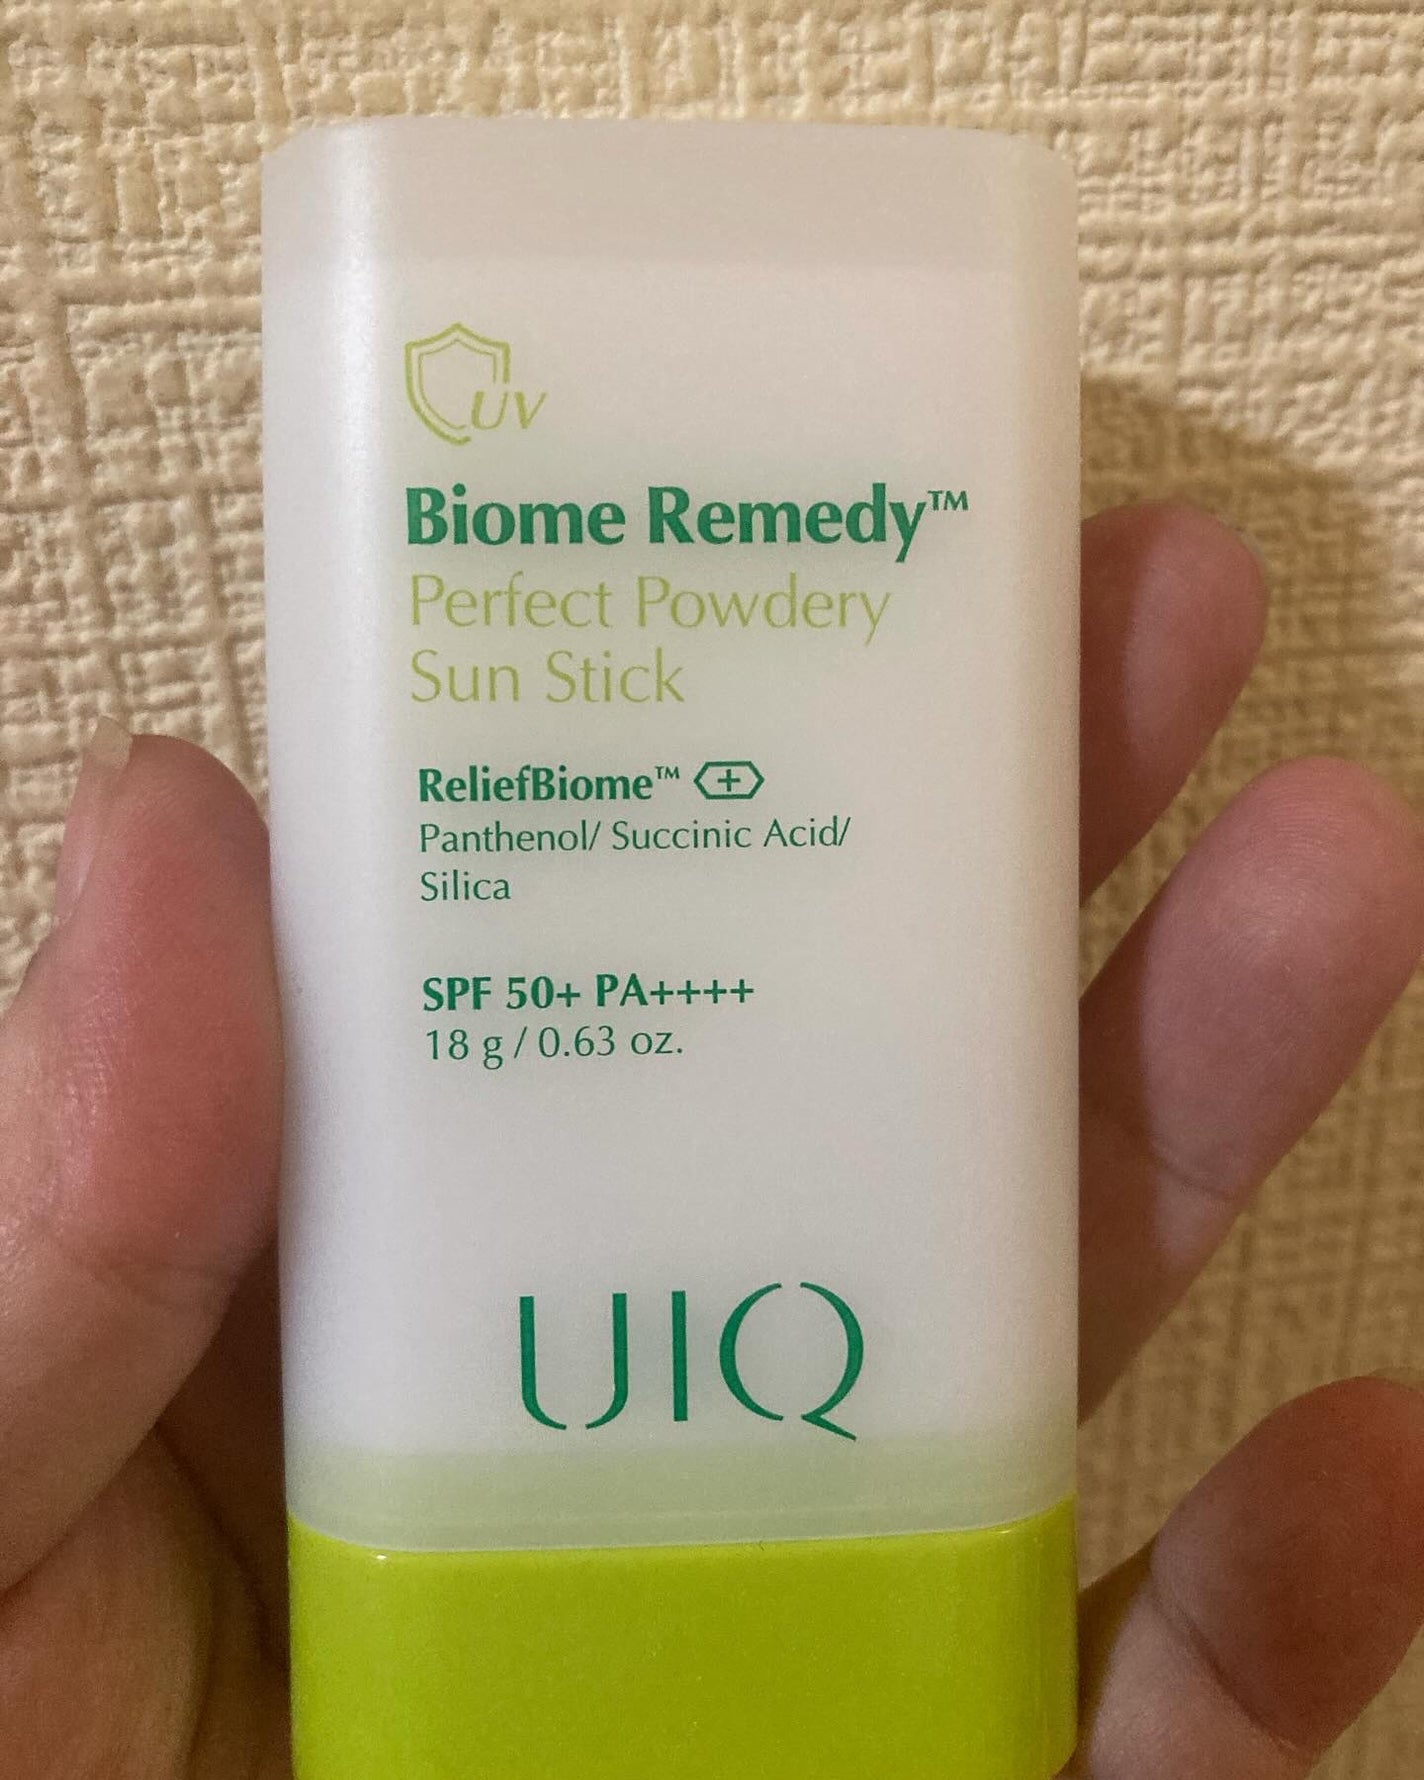 UV
Biome Remedy™
Perfect Powdery
Sun Stick
ReliefBiome™ +
Panthenol/ Succinic Acid/
Silica
SPF 50+ PA++++
18 g / 0.63 oz.
UIQ